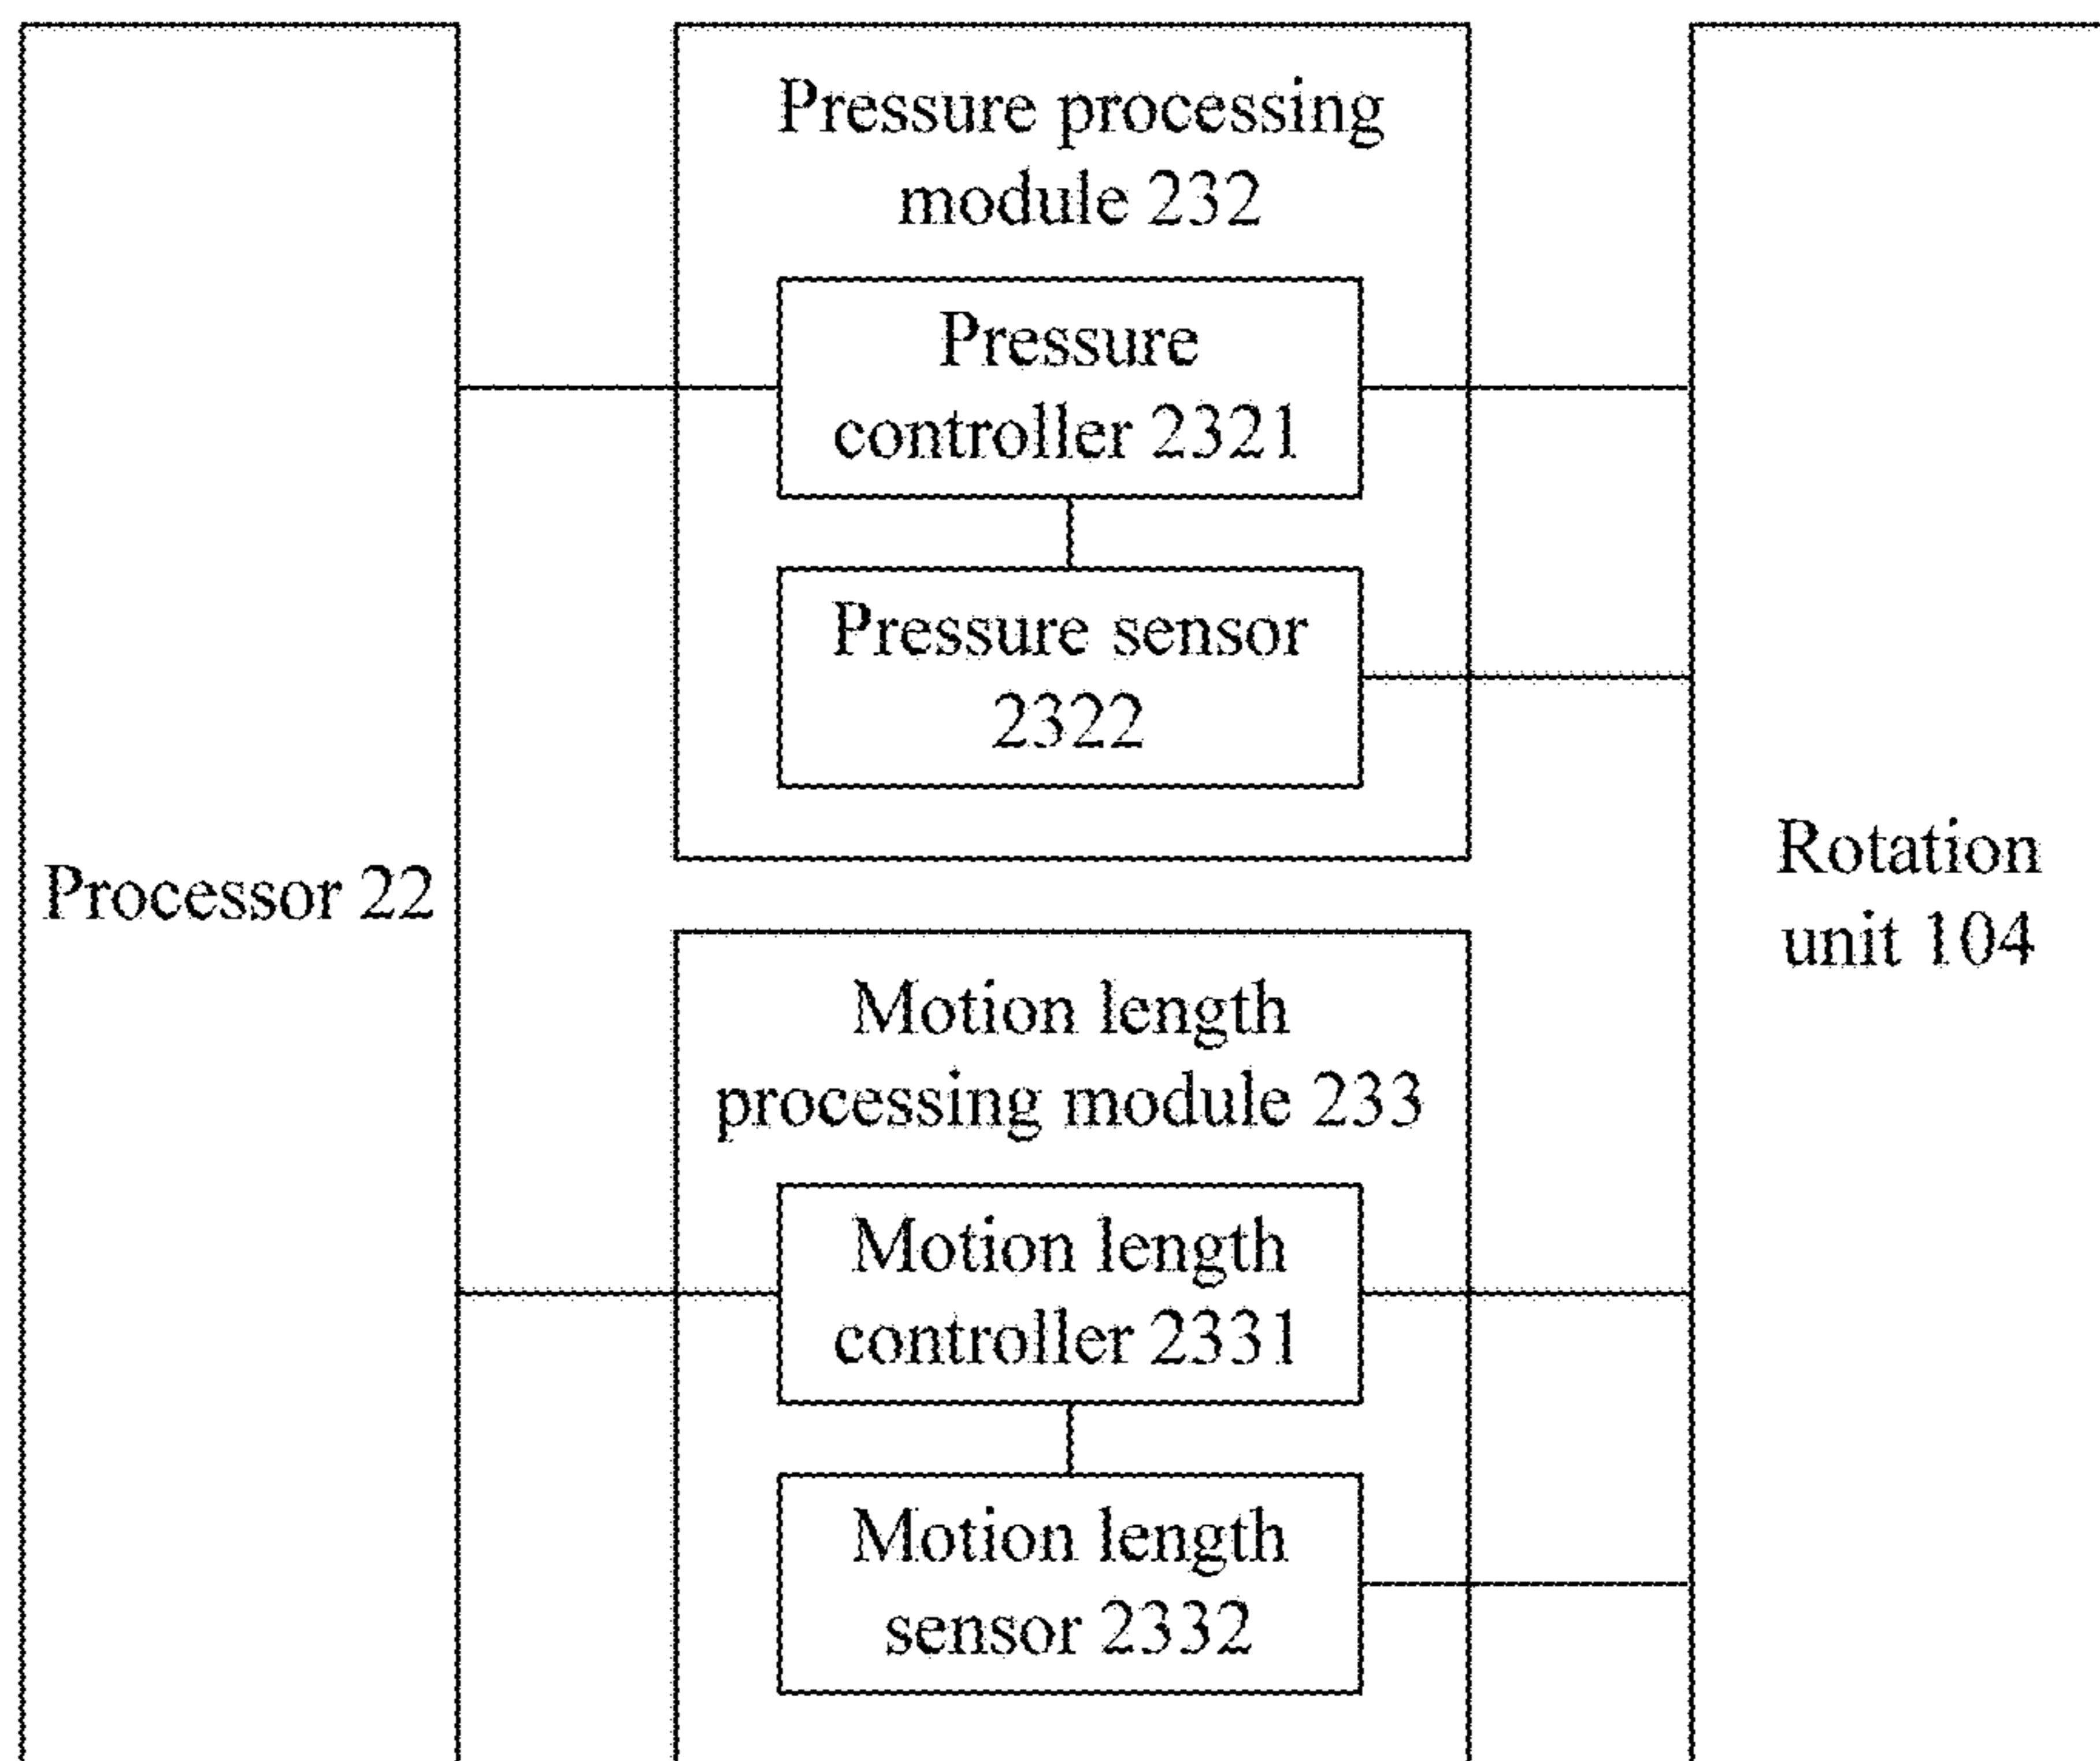 Processor 22
Pressure processing
module 232
Pressure
controller 2321
Pressure sensor
2322
Motion length
processing module 233
Motion length
controller 2331
Motion length
sensor 2332
Rotation
unit 104